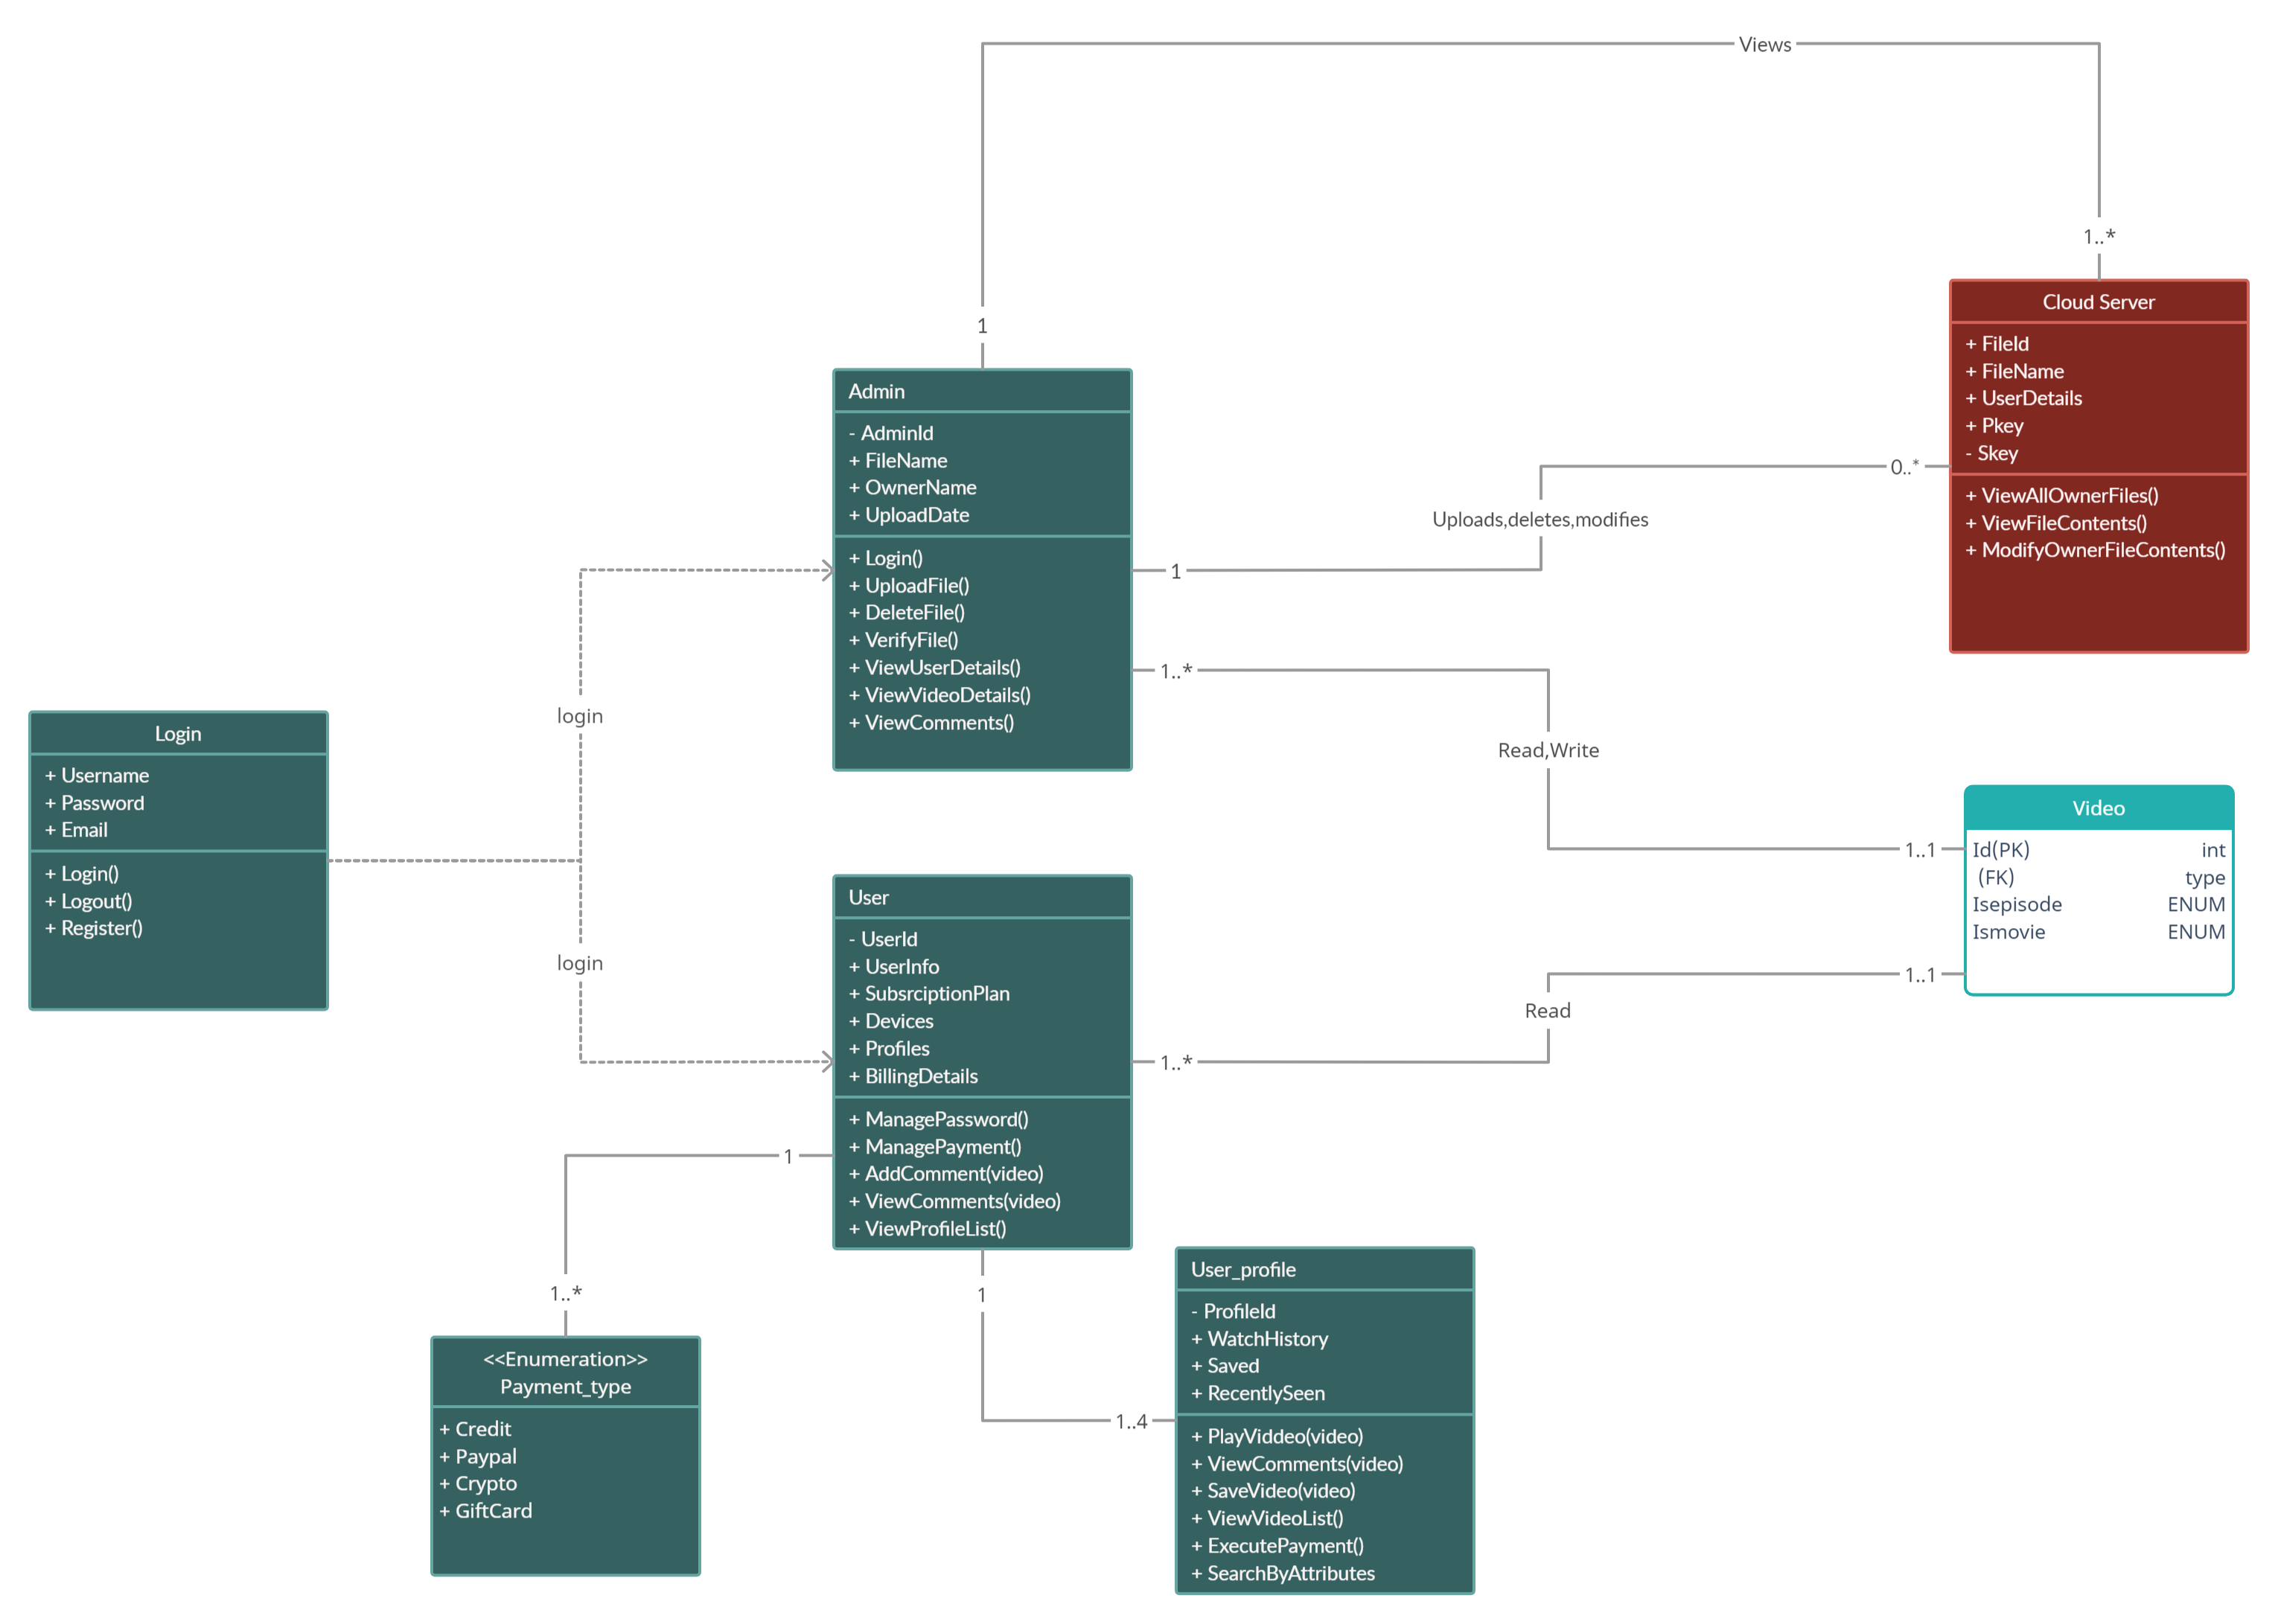 Views
1..*
1
Cloud Server
+ FileId
+ FileName
+ UserDetails
+ Pkey
- Skey
+ ViewAllOwnerFiles()
+ ViewFileContents()
+ ModifyOwnerFileContents()
Admin
- AdminId
+ FileName
+ OwnerName
+ UploadDate
+ Login()
+ UploadFile()
+ DeleteFile()
+ VerifyFile()
+ ViewUserDetails()
+ ViewVideoDetails()
+ ViewComments()
0..*
Uploads,deletes,modifies
1
1..*
Read,Write
1..1
login
Login
+ Username
+ Password
+ Email
+ Login()
+ Logout()
+ Register()
login
Video
Id(PK) int
(FK) type
Isepisode ENUM
Ismovie ENUM
User
- UserId
+ UserInfo
+ SubsrciptionPlan
+ Devices
+ Profiles
+ BillingDetails
+ ManagePassword()
+ ManagePayment()
+ AddComment(video)
+ ViewComments(video)
+ ViewProfileList()
1..1
Read
1..*
1
1..*
1
1..4
<<Enumeration>>
Payment_type
+ Credit
+ Paypal
+ Crypto
+ GiftCard
User_profile
- ProfileId
+ WatchHistory
+ Saved
+ RecentlySeen
+ PlayViddeo(video)
+ ViewComments(video)
+ SaveVideo(video)
+ ViewVideoList()
+ ExecutePayment()
+ SearchByAttributes